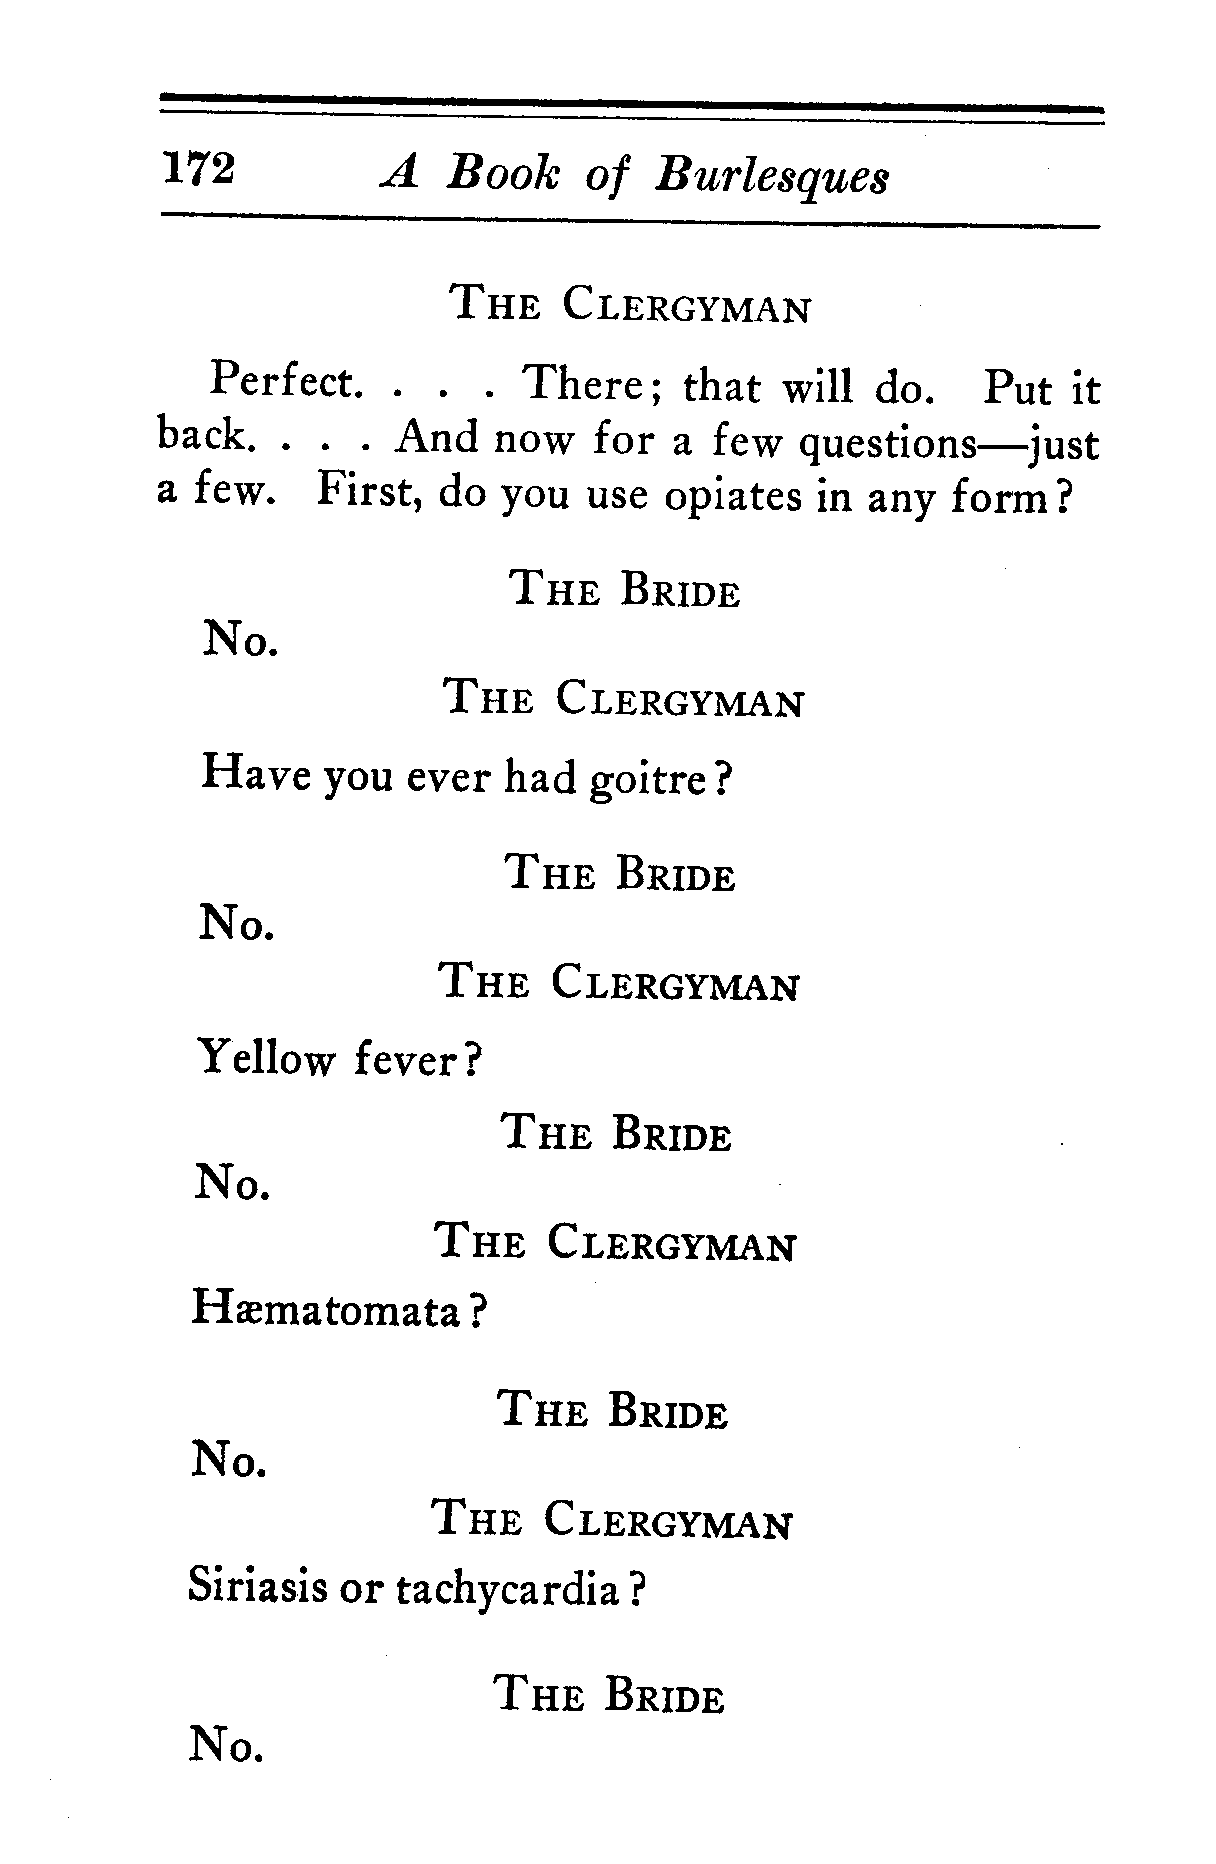 172 A Book of Burlesques
THE CLERGYMAN
Perfect. . . . There; that will do. Put it
back. . . . And now for a few questions—just
a few. First, do you use opiates in any form?
THE BRIDE
No.
THE CLERGYMAN
Have you ever had goitre?
THE BRIDE
No.
THE CLERGYMAN
Yellow fever?
THE BRIDE
No.
THE CLERGYMAN
Hæmatomata?
THE BRIDE
No.
THE CLERGYMAN
Siriasis or tachycardia?
THE BRIDE
No.